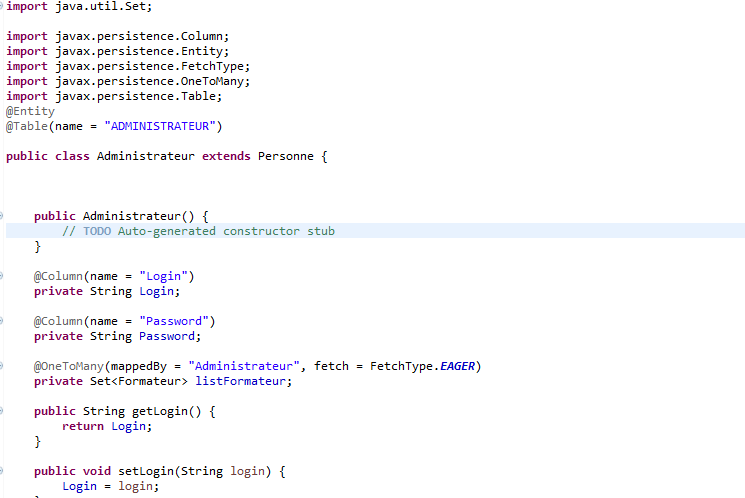 import java.util.Set;
import javax.persistence.Column;
import javax.persistence.Entity;
import javax.persistence.FetchType;
import javax.persistence.OneToMany;
import javax.persistence.Table;
@Entity
@Table(name = "ADMINISTRATEUR")
public class Administrateur extends Personne {
public Administrateur() {
// TODO Auto-generated constructor stub
}
@Column(name = "Login")
private String Login;
@Column(name = "Password")
private String Password;
@OneToMany(mappedBy = "Administrateur", fetch = FetchType.EAGER)
private Set<Formateur> listFormateur;
public String getLogin() {
return Login;
}
public void setLogin(String login) {
Login = login;